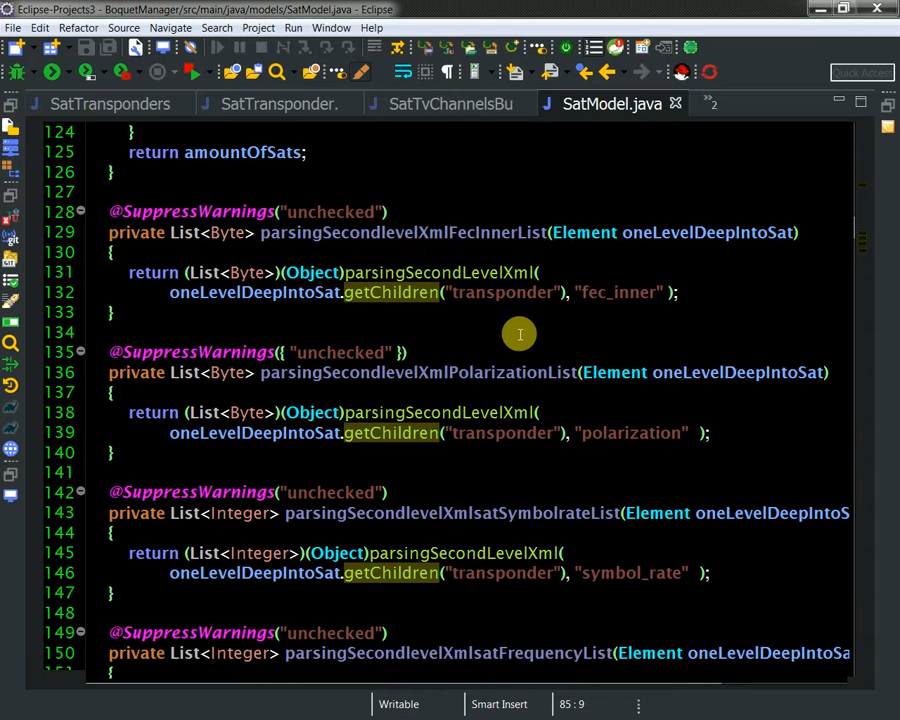 Eclipse-Projects3 - BoquetManager/src/main/java/models/SatModel.java - Eclipse
File Edit Refactor Source Navigate Search Project Run Window Help
Quick Access
SatTransponders SatTransponder. SatTvChannelsBu SatModel.java »2
124 }
125 return amountOfSats;
126 }
127
128 @SuppressWarnings("unchecked")
129 private List<Byte> parsingSecondlevelXmlFecInnerList(Element oneLevelDeepIntoSat)
130 {
131 return (List<Byte>)(Object)parsingSecondLevelXml(
132 oneLevelDeepIntoSat.getChildren("transponder"), "fec_inner" );
133 }
134
135 @SuppressWarnings({ "unchecked" })
136 private List<Byte> parsingSecondlevelXmlPolarizationList(Element oneLevelDeepIntoSat)
137 {
138 return (List<Byte>)(Object)parsingSecondLevelXml(
139 oneLevelDeepIntoSat.getChildren("transponder"), "polarization" );
140 }
141
142 @SuppressWarnings("unchecked")
143 private List<Integer> parsingSecondlevelXmlsatSymbolrateList(Element oneLevelDeepIntoS
144 {
145 return (List<Integer>)(Object)parsingSecondLevelXml(
146 oneLevelDeepIntoSat.getChildren("transponder"), "symbol_rate" );
147 }
148
149 @SuppressWarnings("unchecked")
150 private List<Integer> parsingSecondlevelXmlsatFrequencyList(Element oneLevelDeepIntoSa
{
Writable Smart Insert 85 : 9